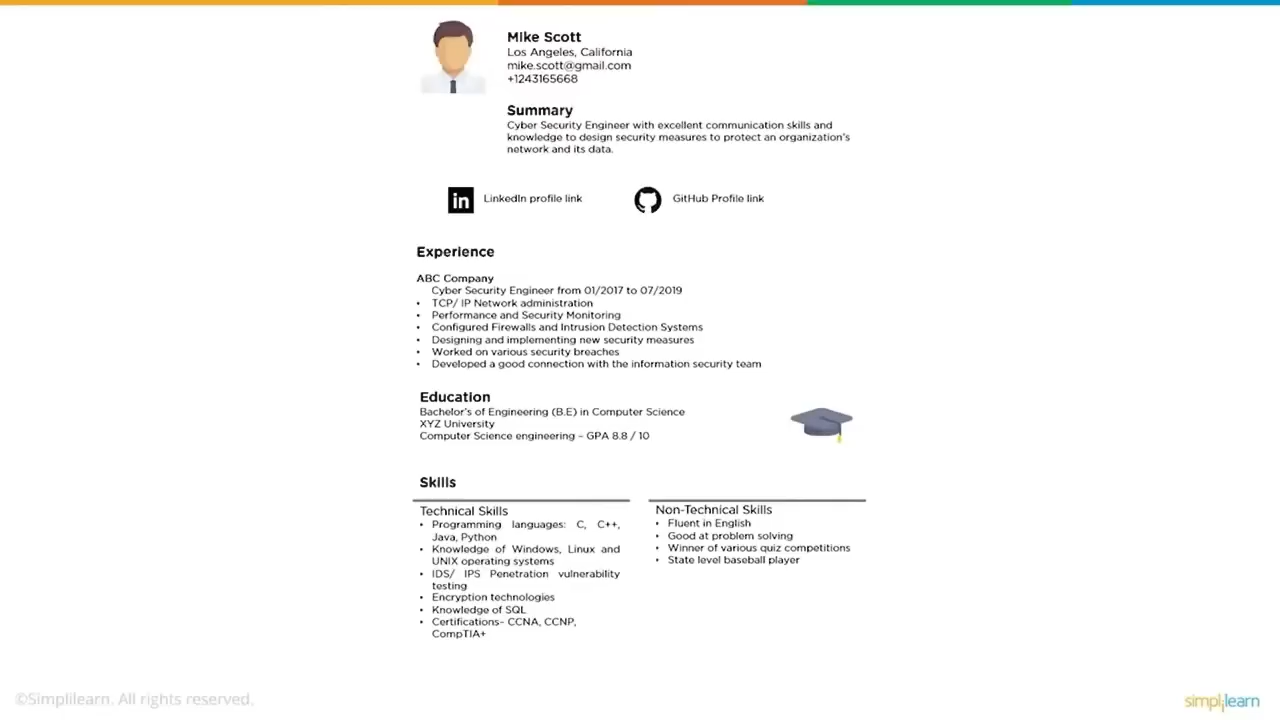 Mike Scott
Los Angeles, California
mike.scott@gmail.com
+1243165668
Summary
Cyber Security Engineer with excellent communication skills and
knowledge to design security measures to protect an organization's
network and its data.
in LinkedIn profile link
GitHub Profile link
Experience
ABC Company
Cyber Security Engineer from 01/2017 to 07/2019
• TCP/ IP Network administration
• Performance and Security Monitoring
• Configured Firewalls and Intrusion Detection Systems
• Designing and implementing new security measures
• Worked on various security breaches
• Developed a good connection with the information security team
Education
Bachelor's of Engineering (B.E) in Computer Science
XYZ University
Computer Science engineering – GPA 8.8 / 10
Skills
Technical Skills
• Programming languages: C, C++,
Java, Python
• Knowledge of Windows, Linux and
UNIX operating systems
• IDS/ IPS Penetration vulnerability
testing
• Encryption technologies
• Knowledge of SQL
• Certifications- CCNA, CCNP,
CompTIA+
Non-Technical Skills
• Fluent in English
• Good at problem solving
• Winner of various quiz competitions
• State level baseball player
©Simplilearn. All rights reserved.
simplilearn